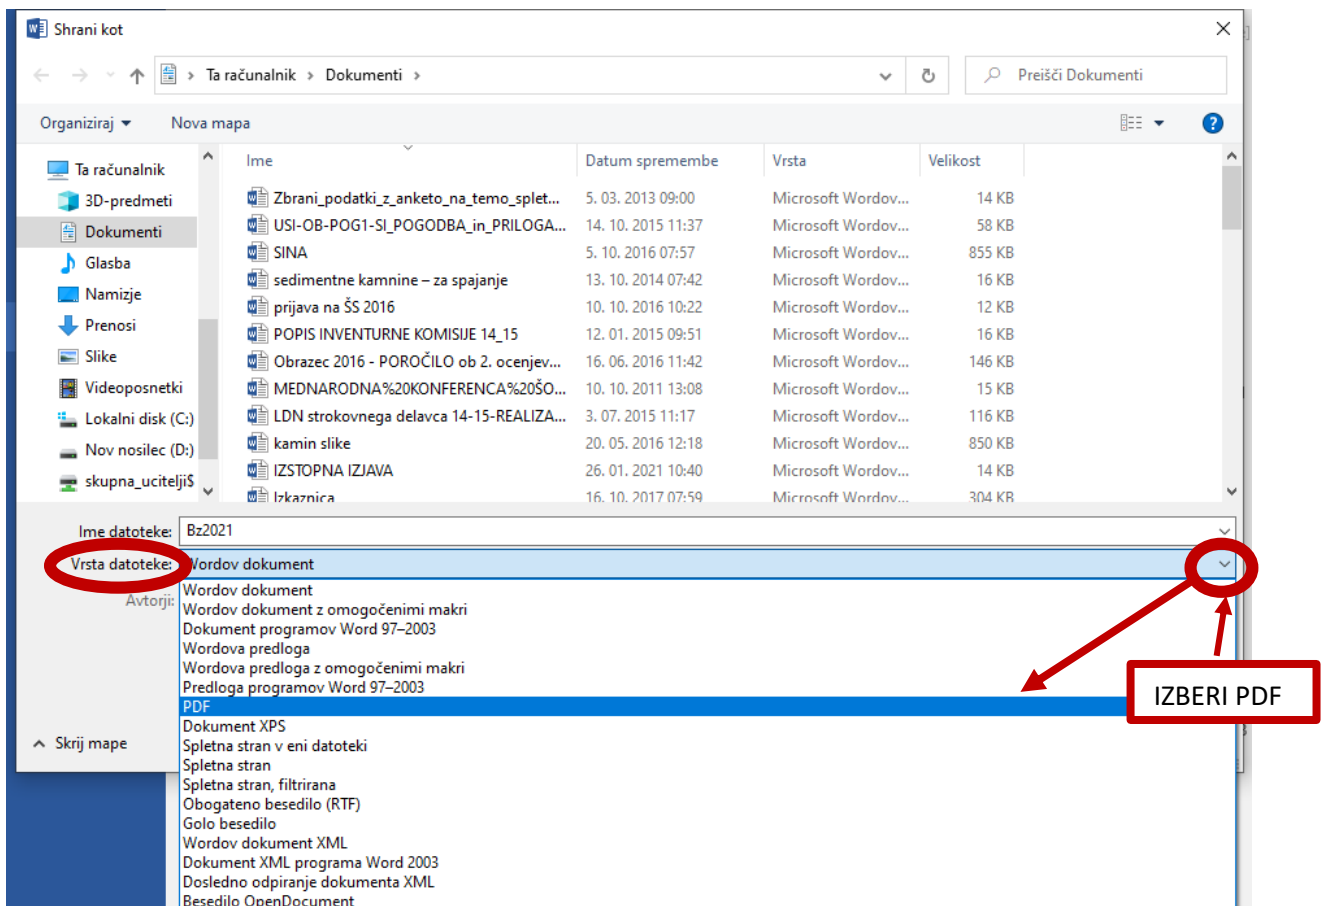 Shrani kot
Ta računalnik › Dokumenti ›
Preišči Dokumenti
Organiziraj
Nova mapa
Ta računalnik
3D-predmeti
Dokumenti
Glasba
Namizje
Prenosi
Slike
Videoposnetki
Lokalni disk (C:)
Nov nosilec (D:)
skupna_ucitelji$
Ime Datum spremembe Vrsta Velikost
Zbrani_podatki_z_anketo_na_temo_splet... 5. 03. 2013 09:00 Microsoft Wordov... 14 KB
USI-OB-POG1-SI_POGODBA_in_PRILOGA... 14. 10. 2015 11:37 Microsoft Wordov... 58 KB
SINA 5. 10. 2016 07:57 Microsoft Wordov... 855 KB
sedimentne kamnine – za spajanje 13. 10. 2014 07:42 Microsoft Wordov... 16 KB
prijava na ŠS 2016 10. 10. 2016 10:22 Microsoft Wordov... 12 KB
POPIS INVENTURNE KOMISIJE 14_15 12. 01. 2015 09:51 Microsoft Wordov... 16 KB
Obrazec 2016 - POROČILO ob 2. ocenjev... 16. 06. 2016 11:42 Microsoft Wordov... 146 KB
MEDNARODNA%20KONFERENCA%20ŠO... 10. 10. 2011 13:08 Microsoft Wordov... 15 KB
LDN strokovnega delavca 14-15-REALIZA... 3. 07. 2015 11:17 Microsoft Wordov... 116 KB
kamin slike 20. 05. 2016 12:18 Microsoft Wordov... 850 KB
IZSTOPNA IZJAVA 26. 01. 2021 10:40 Microsoft Wordov... 14 KB
Izkaznica 16. 10. 2017 07:59 Microsoft Wordov... 304 KB
Ime datoteke: Bz2021
Vrsta datoteke: Wordov dokument
Avtorji:
Wordov dokument
Wordov dokument z omogočenimi makri
Dokument programov Word 97–2003
Wordova predloga
Wordova predloga z omogočenimi makri
Predloga programov Word 97–2003
PDF
Dokument XPS
Spletna stran v eni datoteki
Spletna stran
Spletna stran, filtrirana
Obogateno besedilo (RTF)
Golo besedilo
Wordov dokument XML
Dokument XML programa Word 2003
Dosledno odpiranje dokumenta XML
Besedilo OpenDocument
IZBERI PDF
Skrij mape